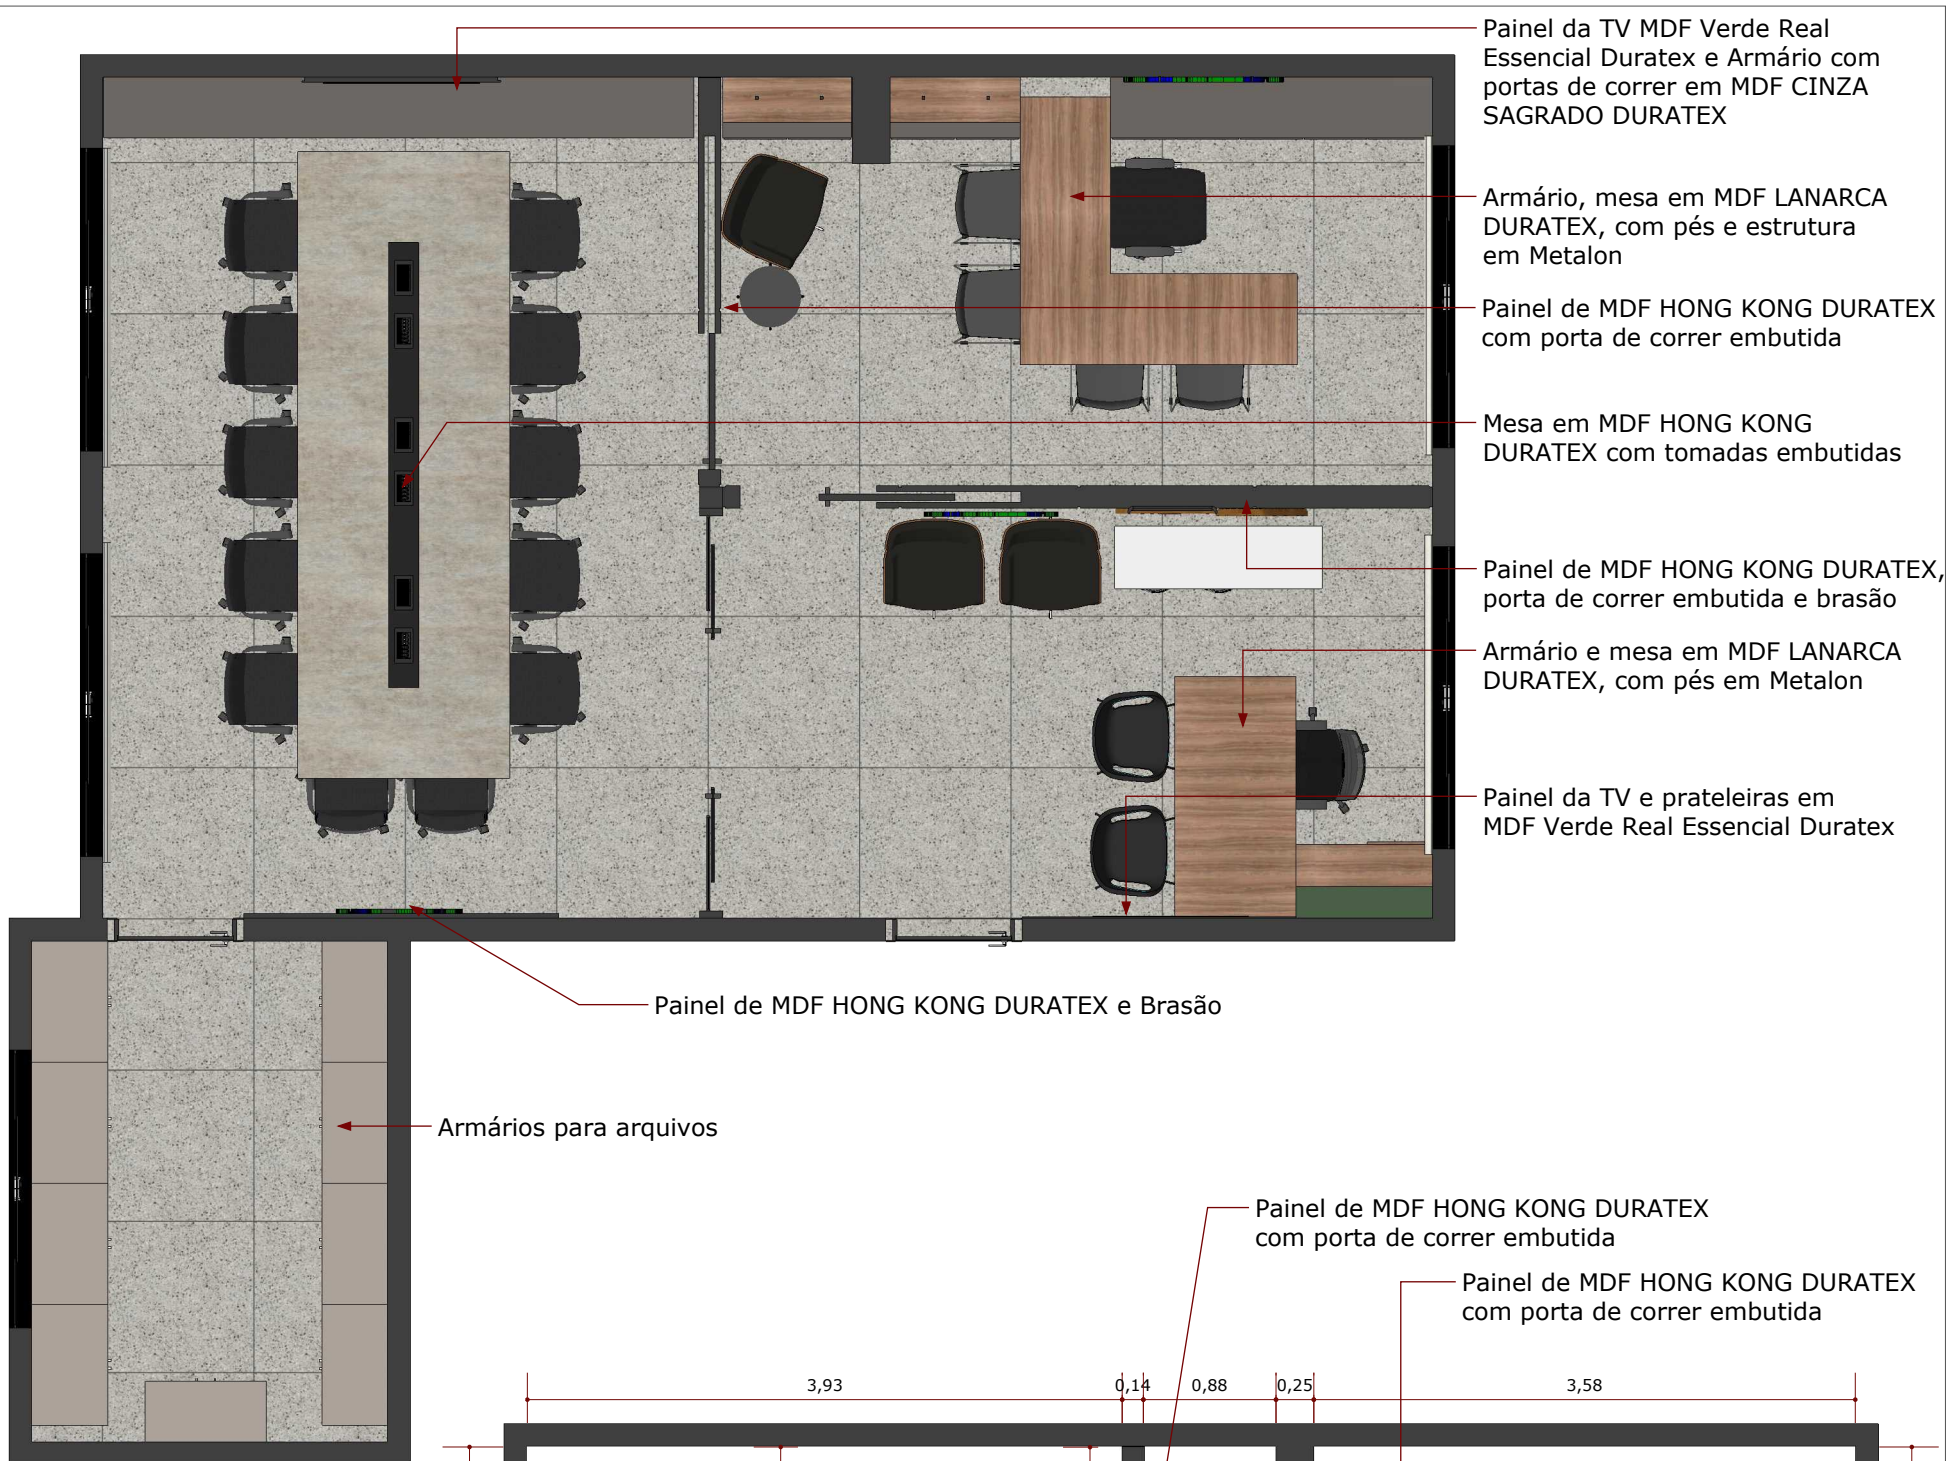 Painel da TV MDF Verde Real
Essencial Duratex e Armário com
portas de correr em MDF CINZA
SAGRADO DURATEX
Armário, mesa em MDF LANARCA
DURATEX, com pés e estrutura
em Metalon
Painel de MDF HONG KONG DURATEX
com porta de correr embutida
Mesa em MDF HONG KONG
DURATEX com tomadas embutidas
Painel de MDF HONG KONG DURATEX,
porta de correr embutida e brasão
Armário e mesa em MDF LANARCA
DURATEX, com pés em Metalon
Painel da TV e prateleiras em
MDF Verde Real Essencial Duratex
Painel de MDF HONG KONG DURATEX e Brasão
Armários para arquivos
Painel de MDF HONG KONG DURATEX
com porta de correr embutida
Painel de MDF HONG KONG DURATEX
com porta de correr embutida
3,93 0,14 0,88 0,25 3,58